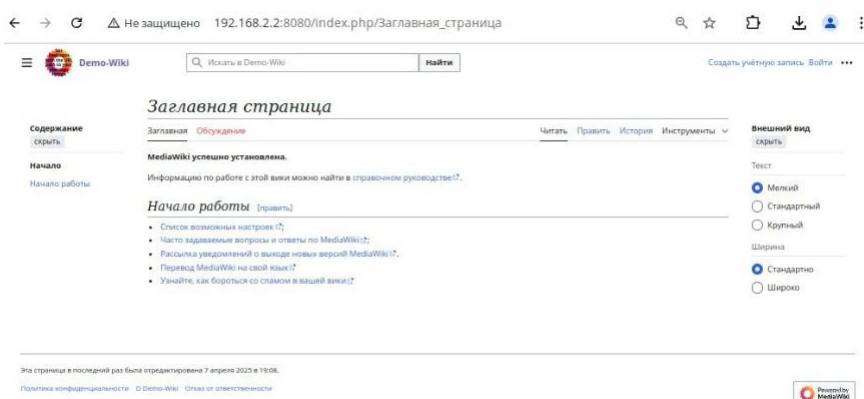 Не защищено 192.168.2.2:8080/index.php/Заглавная_страница
Demo-Wiki
Искать в Demo-Wiki
Найти
Создать учётную запись Войти
Заглавная страница
Содержание
скрыть
Начало
Начало работы
Заглавная Обсуждение
Читать Править История Инструменты
MediaWiki успешно установлена.
Информацию по работе с этой вики можно найти в справочном руководстве.
Начало работы [править]
Список возможных настроек;
Часто задаваемые вопросы и ответы по MediaWiki;
Рассылка уведомлений о выходе новых версий MediaWiki.
Перевод MediaWiki на свой язык
Узнайте, как бороться со спамом в вашей вики
Внешний вид
скрыть
Текст
Мелкий
Стандартный
Крупный
Ширина
Стандартно
Широко
Эта страница в последний раз была отредактирована 7 апреля 2025 в 19:08.
Политика конфиденциальности О Demo-Wiki Отказ от ответственности
Powered by
MediaWiki